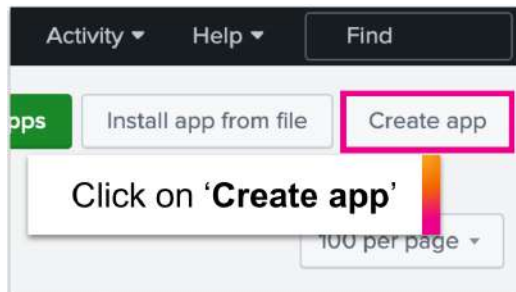 Activity ▾ Help ▾ Find
pps Install app from file Create app
Click on ‘Create app’
100 per page ▾